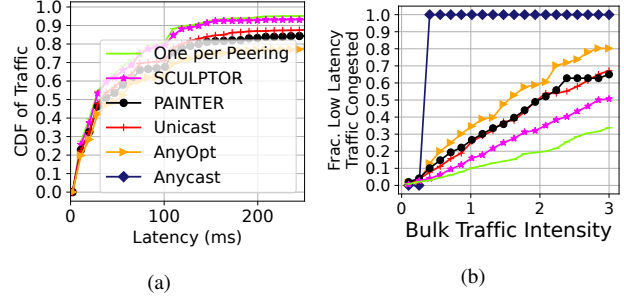 (a)
CDF of Traffic
1.0
0.9
0.8
0.7
0.6
0.5
0.4
0.3
0.2
0.1
0.0
One per Peering
SCULPTOR
PAINTER
Unicast
AnyOpt
Anycast
0
100
200
Latency (ms)
(a)
(b)
Frac. Low Latency
Traffic Congested
1.0
0.9
0.8
0.7
0.6
0.5
0.4
0.3
0.2
0.1
0.0
0
1
2
3
Bulk Traffic Intensity
(b)